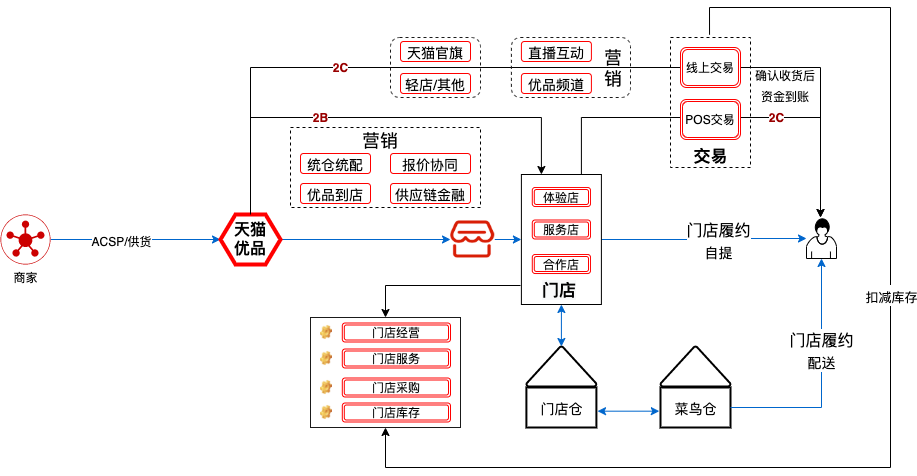 2C
天猫官旗
轻店/其他
直播互动
优品频道
营
销
线上交易
POS交易
交易
确认收货后
资金到账
2C
2B
营销
统仓统配
报价协同
优品到店
供应链金融
体验店
服务店
合作店
门店
商家
ACSP/供货
天猫
优品
门店履约
自提
扣减库存
门店经营
门店服务
门店采购
门店库存
门店仓
菜鸟仓
门店履约
配送